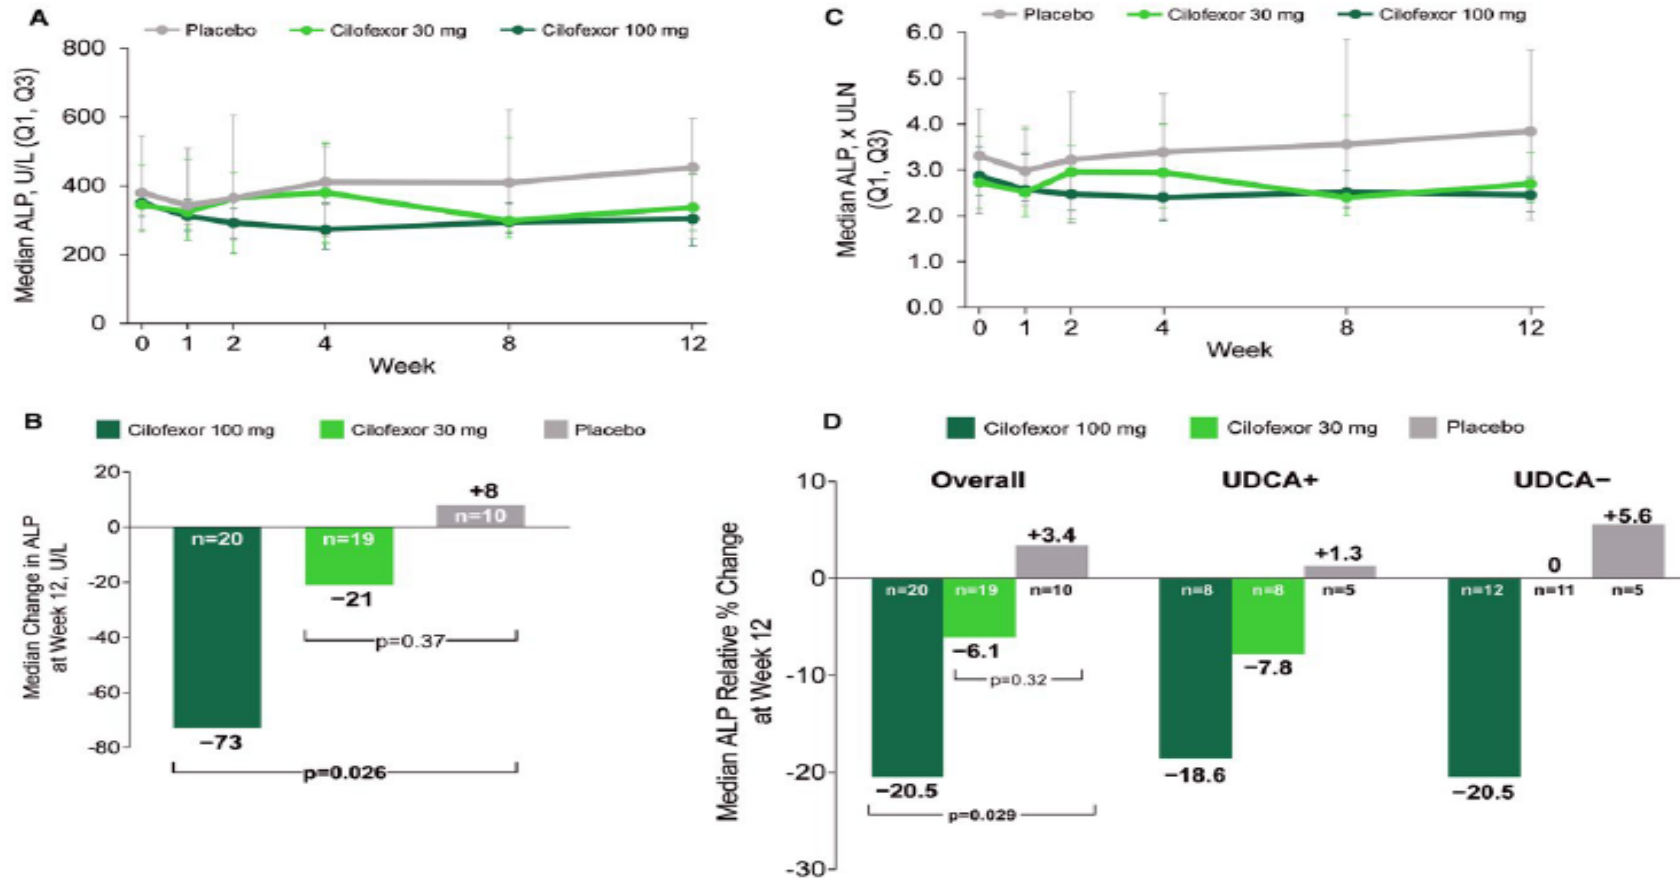 A
Placebo Cilofexor 30 mg Cilofexor 100 mg
Median ALP, U/L (Q1, Q3)
800
600
400
200
0
0 1 2 4 8 12
Week
C
Placebo Cilofexor 30 mg Cilofexor 100 mg
Median ALP, x ULN
(Q1, Q3)
6.0
5.0
4.0
3.0
2.0
1.0
0.0
0 1 2 4 8 12
Week
B
Cilofexor 100 mg Cilofexor 30 mg Placebo
Median Change in ALP
at Week 12, U/L
20
0
-20
-40
-60
-80
+8
n=20 n=19 n=10
−21
p=0.37
−73
p=0.026
D
Cilofexor 100 mg Cilofexor 30 mg Placebo
Median ALP Relative % Change
at Week 12
10
0
-10
-20
-30
Overall UDCA+ UDCA−
+3.4 +1.3 0 +5.6
n=20 n=19 n=10 n=8 n=8 n=5 n=12 n=11 n=5
−6.1 −7.8
p=0.32
−20.5 −18.6 −20.5
p=0.029